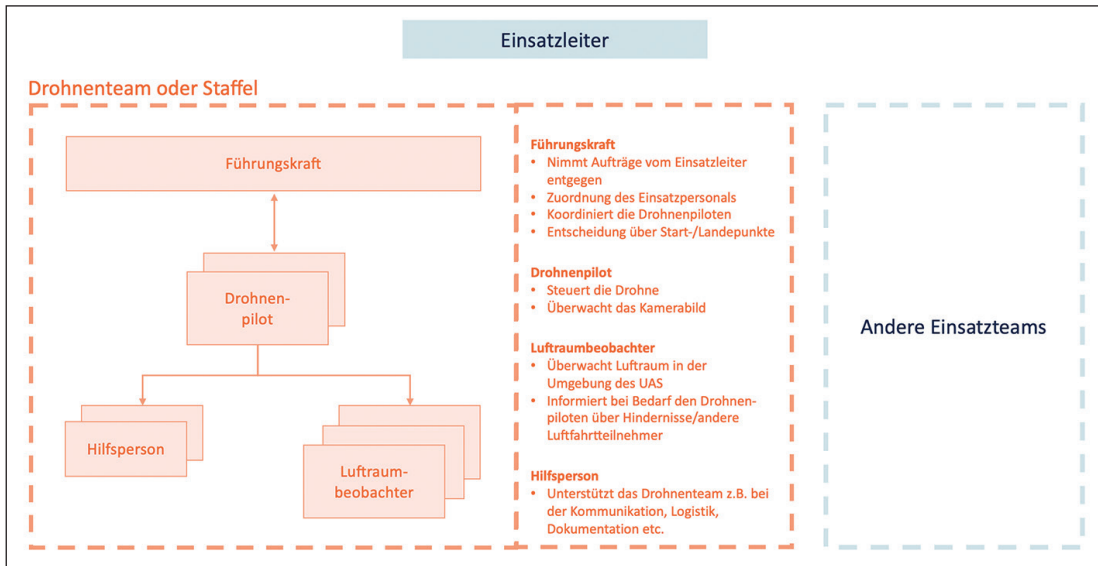 Einsatzleiter
Drohnenteam oder Staffel
Führungskraft
Drohnen-
pilot
Hilfsperson
Luftraum-
beobachter
Führungskraft
• Nimmt Aufträge vom Einsatzleiter
entgegen
• Zuordnung des Einsatzpersonals
• Koordiniert die Drohnenpiloten
• Entscheidung über Start-/Landepunkte
Drohnenpilot
• Steuert die Drohne
• Überwacht das Kamerabild
Luftraumbeobachter
• Überwacht Luftraum in der
Umgebung des UAS
• Informiert bei Bedarf den Drohnen-
piloten über Hindernisse/andere
Luftfahrtteilnehmer
Hilfsperson
• Unterstützt das Drohnenteam z.B. bei
der Kommunikation, Logistik,
Dokumentation etc.
Andere Einsatzteams